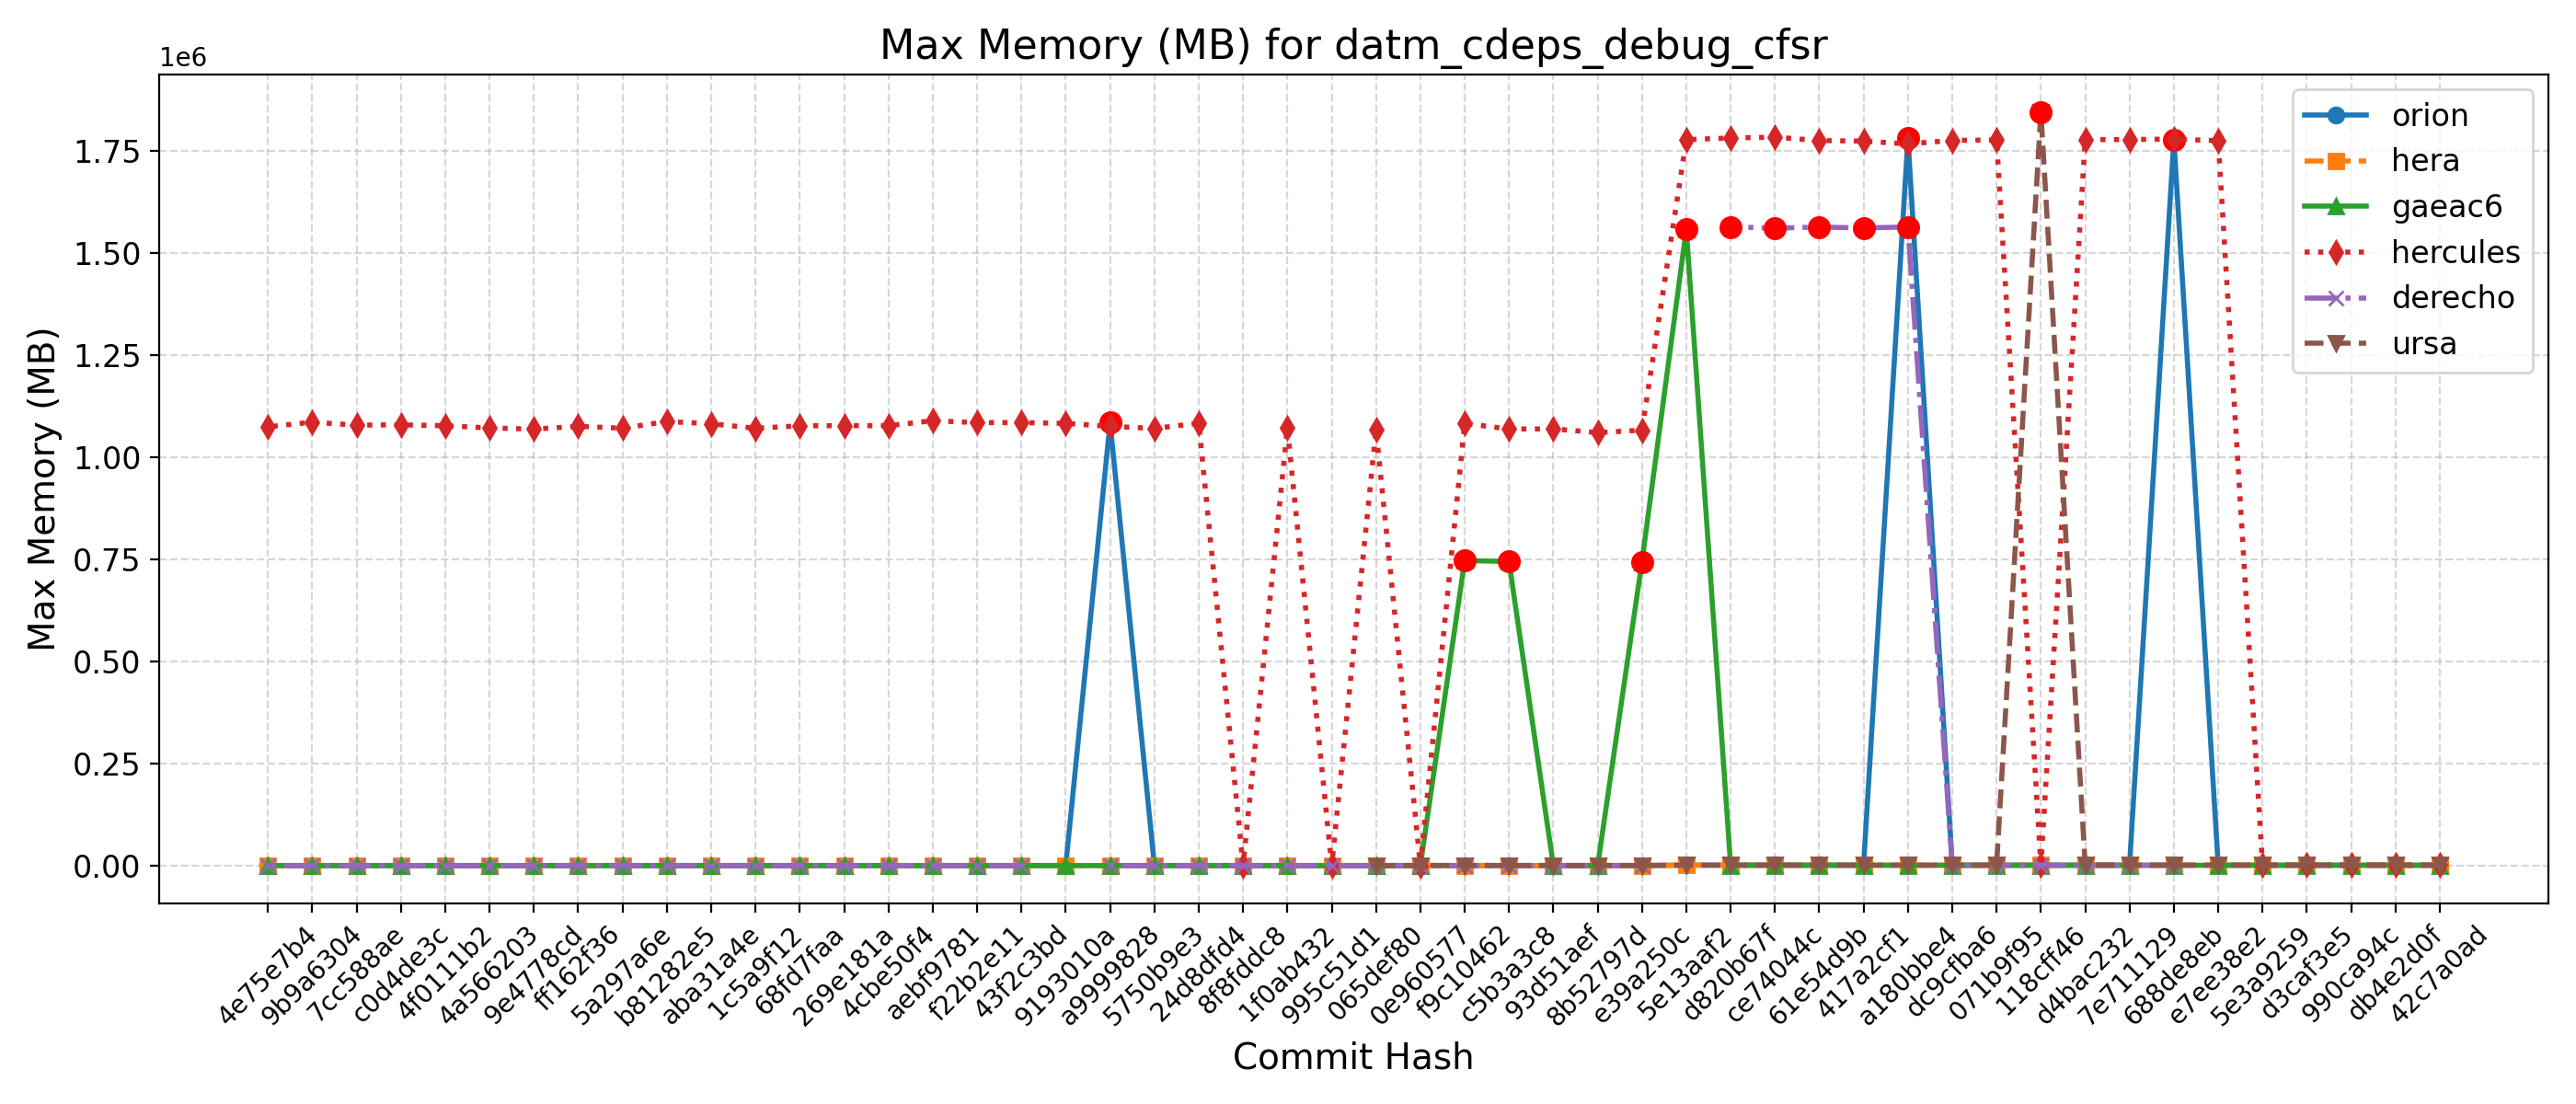 Max Memory (MB) for datm_cdeps_debug_cfsr
1e6
1.75
1.50
1.25
1.00
0.75
0.50
0.25
0.00
Max Memory (MB)
orion
hera
gaeac6
hercules
derecho
ursa
4e75e7b4
9b9a6304
7cc588ae
c0d4de3c
4f0111b2
4a566203
9e4778cd
ff162f36
5a297a6e
b81282e5
aba31a4e
1c5a9f12
68fd7faa
269e181a
4cbe50f4
aebf9781
f22b2e11
43f2c3bd
9193010a
a9999828
5750b9e3
24d8dfd4
8f8fddc8
1f0ab432
995c51d1
065def80
0e960577
f9c10462
c5b3a3c8
93d51aef
8b52797d
e39a250c
5e13aaf2
d820b67f
ce74044c
61e54d9b
417a2cf1
a180bbe4
dc9cfba6
071b9f95
118cff46
d4bac232
7e711129
688de8eb
e7ee38e2
5e3a9259
d3caf3e5
990ca94c
db4e2d0f
42c7a0ad
Commit Hash